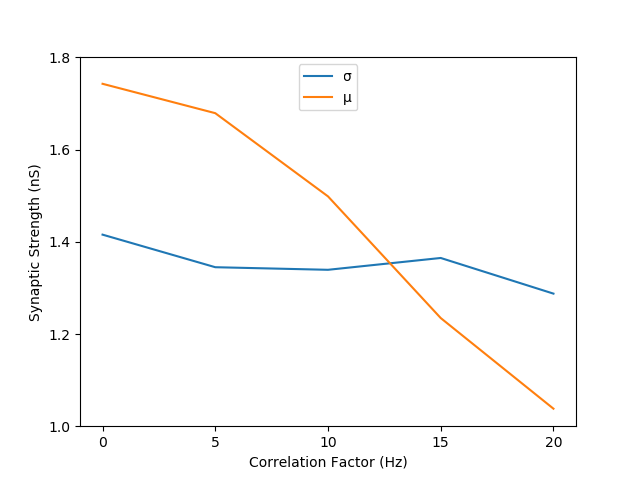 1.8
1.6
1.4
1.2
1.0
Synaptic Strength (nS)
σ
μ
0 5 10 15 20
Correlation Factor (Hz)